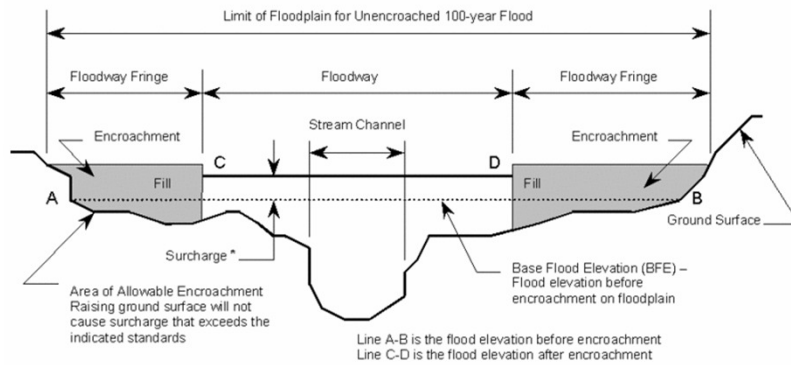 Limit of Floodplain for Unencroached 100-year Flood
Floodway Fringe
Floodway
Floodway Fringe
Stream Channel
Encroachment
Encroachment
C
D
Fill
Fill
A
B
Ground Surface
Surcharge *
Base Flood Elevation (BFE) –
Flood elevation before
encroachment on floodplain
Area of Allowable Encroachment
Raising ground surface will not
cause surcharge that exceeds the
indicated standards
Line A-B is the flood elevation before encroachment
Line C-D is the flood elevation after encroachment